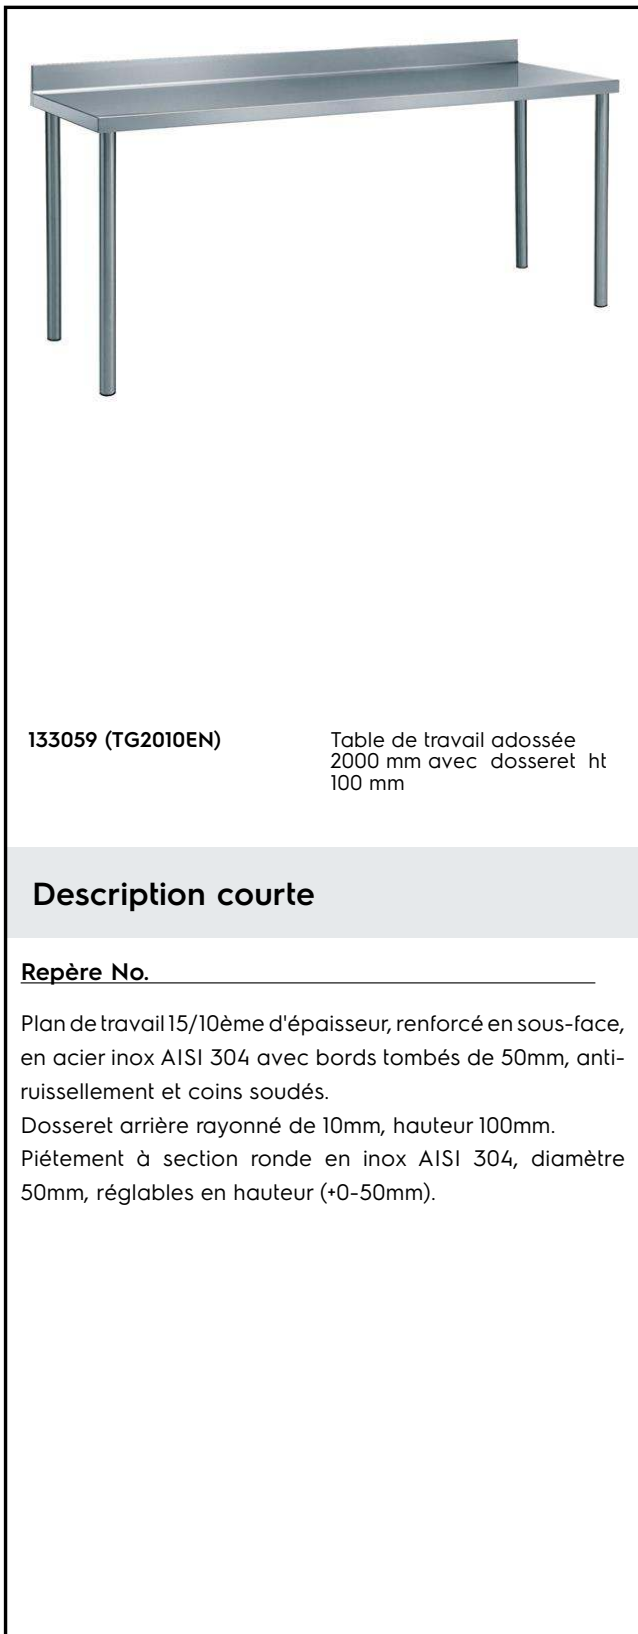 133059 (TG2010EN)
Table de travail adossée
2000 mm avec dosseret ht
100 mm
Description courte
Repère No.
Plan de travail 15/10ème d'épaisseur, renforcé en sous-face,
en acier inox AISI 304 avec bords tombés de 50mm, anti-
ruissellement et coins soudés.
Dosseret arrière rayonné de 10mm, hauteur 100mm.
Piétement à section ronde en inox AISI 304, diamètre
50mm, réglables en hauteur (+0-50mm).